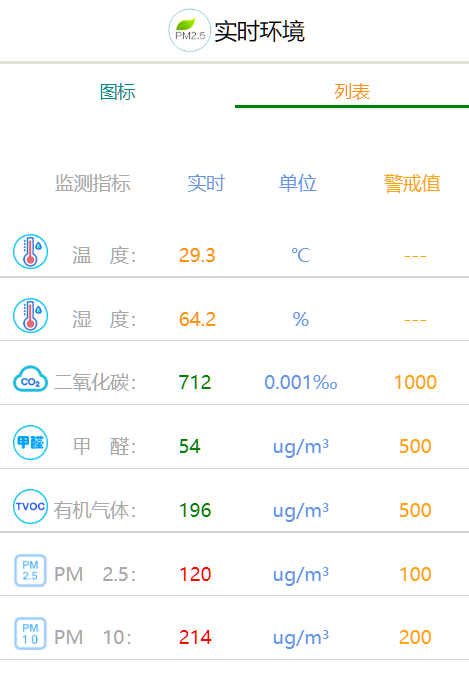 PM2.5 实时环境
图标 列表
监测指标 实时 单位 警戒值
温 度: 29.3 ℃ ---
湿 度: 64.2 % ---
CO₂ 二氧化碳: 712 0.001‰ 1000
甲醛 甲 醛: 54 ug/m³ 500
TVOC 有机气体: 196 ug/m³ 500
PM 2.5 PM 2.5: 120 ug/m³ 100
PM 10 PM 10: 214 ug/m³ 200